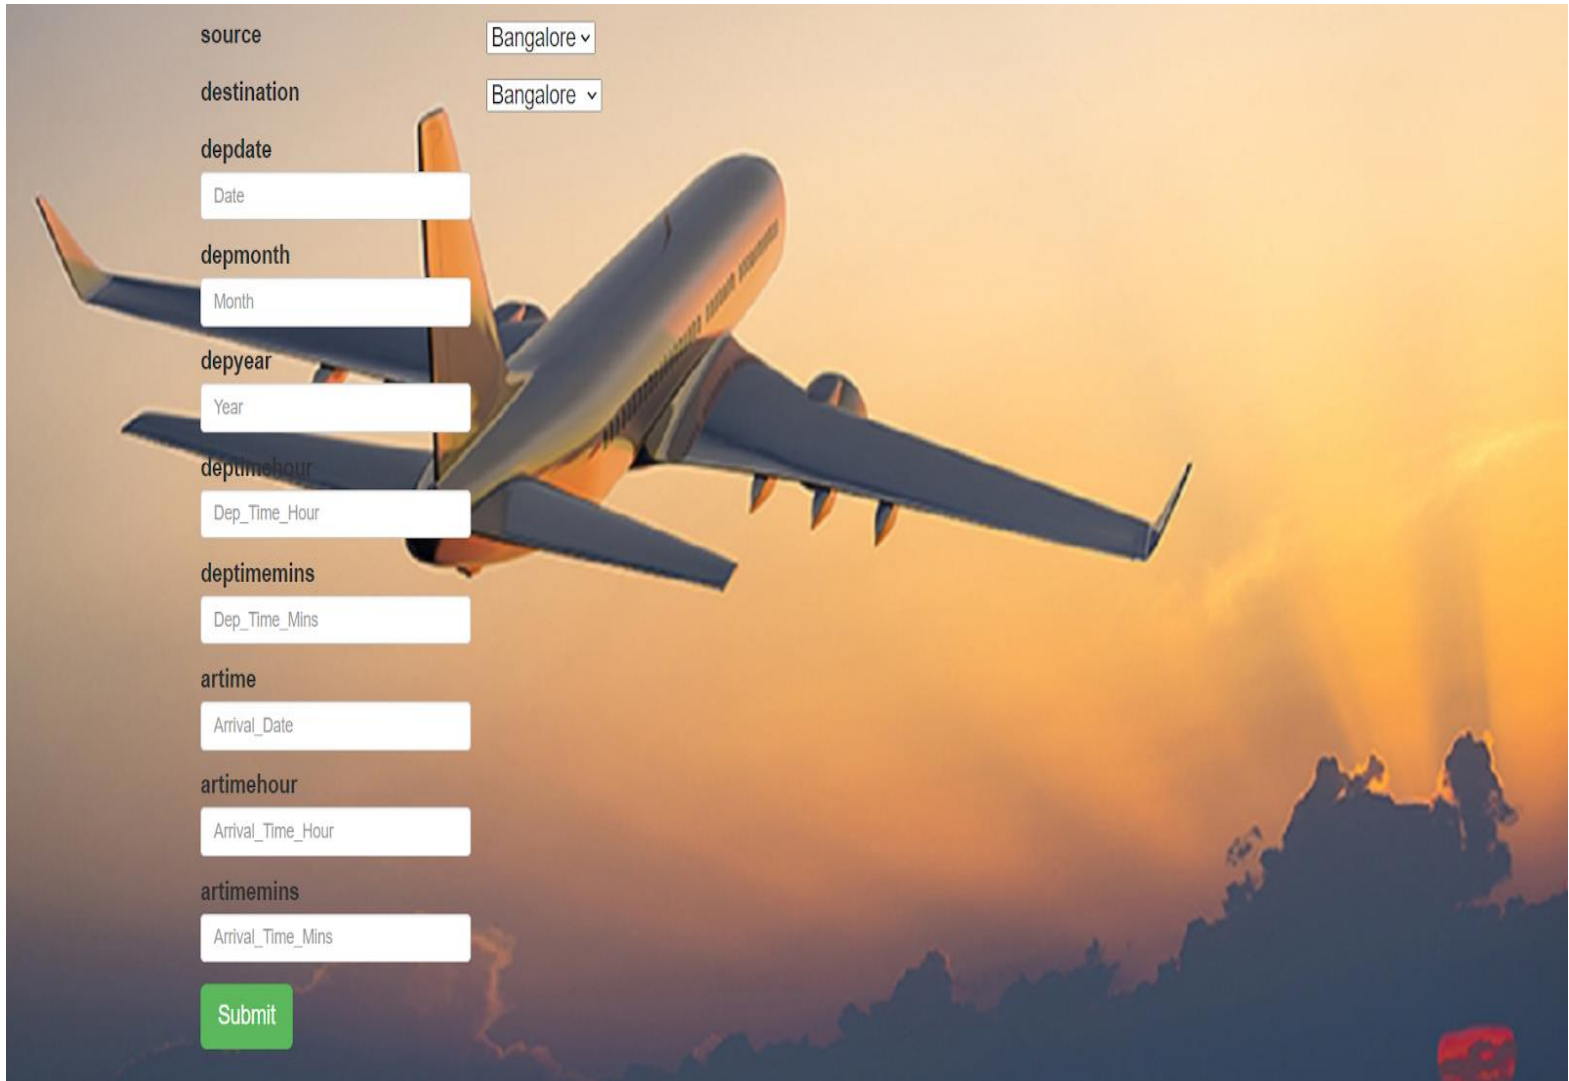 source Bangalore
destination Bangalore
depdate
Date
depmonth
Month
depyear
Year
deptimehour
Dep_Time_Hour
deptimemins
Dep_Time_Mins
artime
Arrival_Date
artimehour
Arrival_Time_Hour
artimemins
Arrival_Time_Mins
Submit